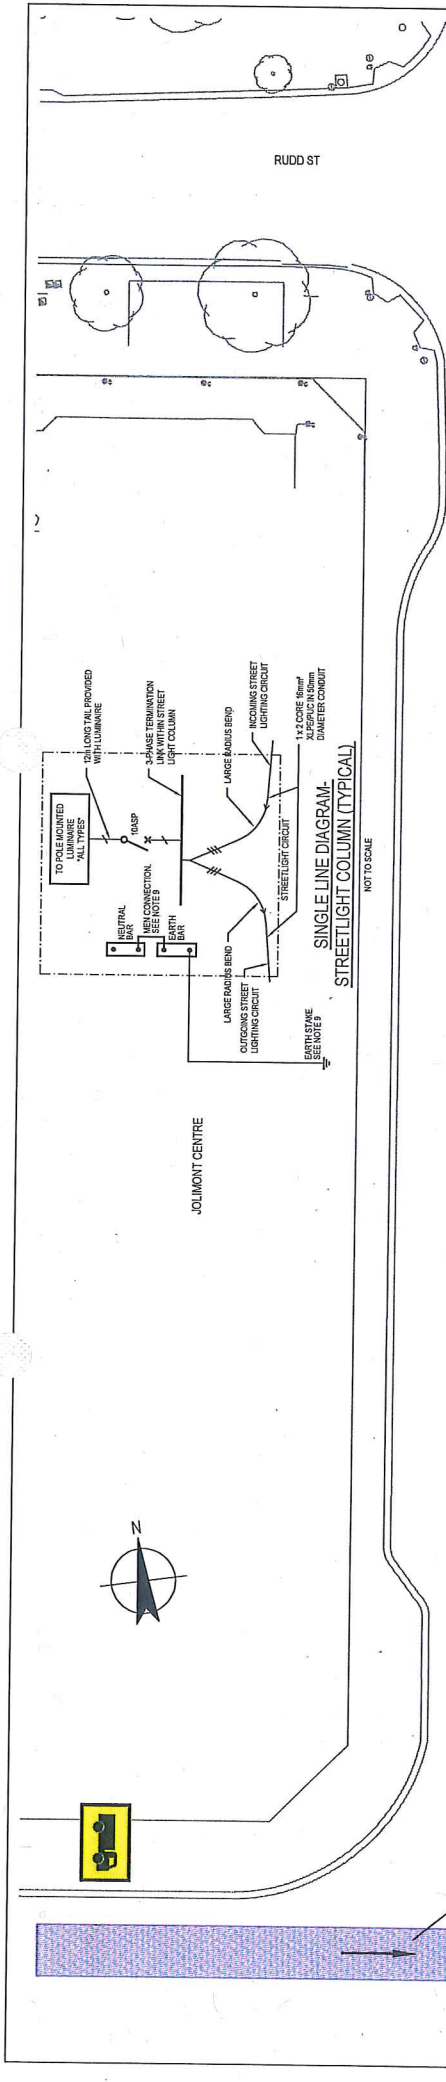 RUDD ST
TO POLE MOUNTED
LUMINAIRE
"ALL TYPES"
12m LONG TAIL PROVIDED
WITH LUMINAIRE
10ASP
3-PHASE TERMINATION
LINK WITHIN STREET
LIGHT COLUMN
NEUTRAL
BAR
MEN CONNECTION.
SEE NOTE 9
EARTH
BAR
LARGE RADIUS BEND
INCOMING STREET
LIGHTING CIRCUIT
LARGE RADIUS BEND
OUTGOING STREET
LIGHTING CIRCUIT
STREETLIGHT CIRCUIT
1 x 2 CORE 16mm²
XLPE/PUC IN 50mm
DIAMETER CONDUIT
EARTH STAKE.
SEE NOTE 9
SINGLE LINE DIAGRAM-
STREETLIGHT COLUMN (TYPICAL)
NOT TO SCALE
JOLIMONT CENTRE
N